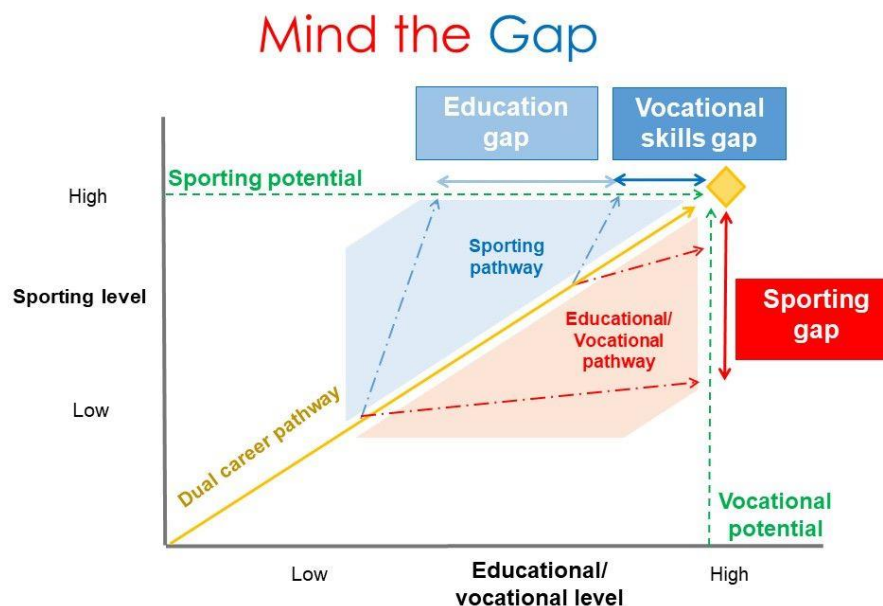 Mind the Gap
Education
gap
Vocational
skills gap
Sporting potential
High
Sporting
pathway
Sporting level
Sporting
gap
Educational/
Vocational
pathway
Low
Dual career pathway
Vocational
potential
Low
Educational/
vocational level
High